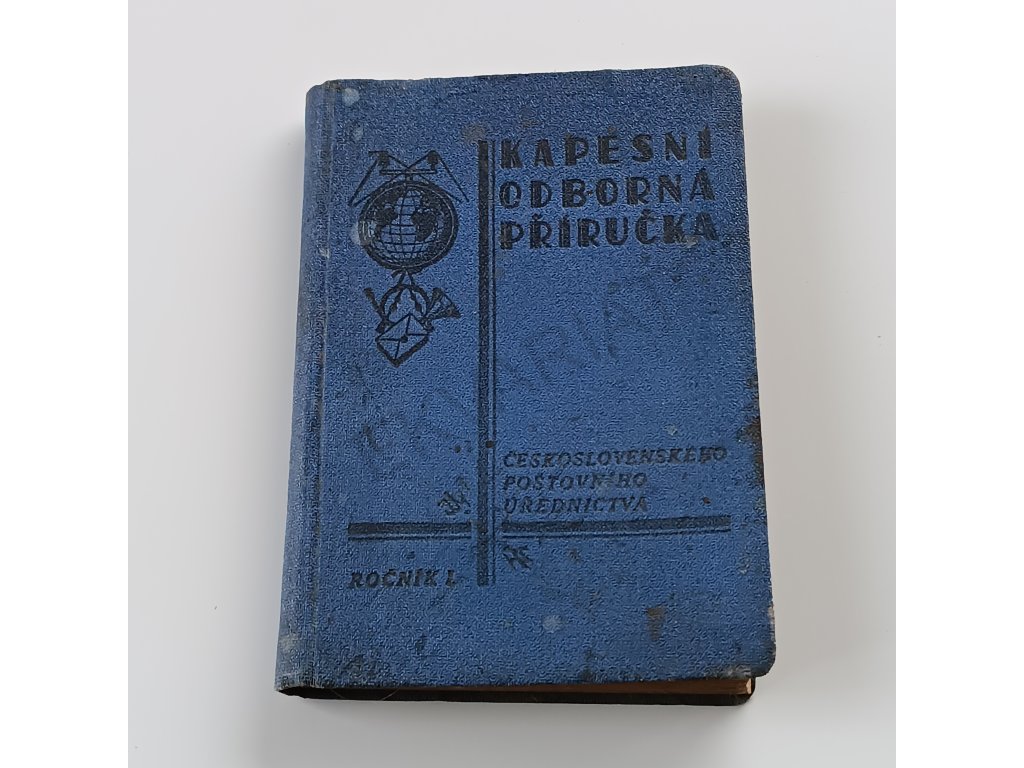 KAPESNÍ
ODBORNÁ
PŘÍRUČKA
ČESKOSLOVENSKÉHO
POŠTOVNÍHO
ÚŘEDNICTVA
ROČNÍK I.